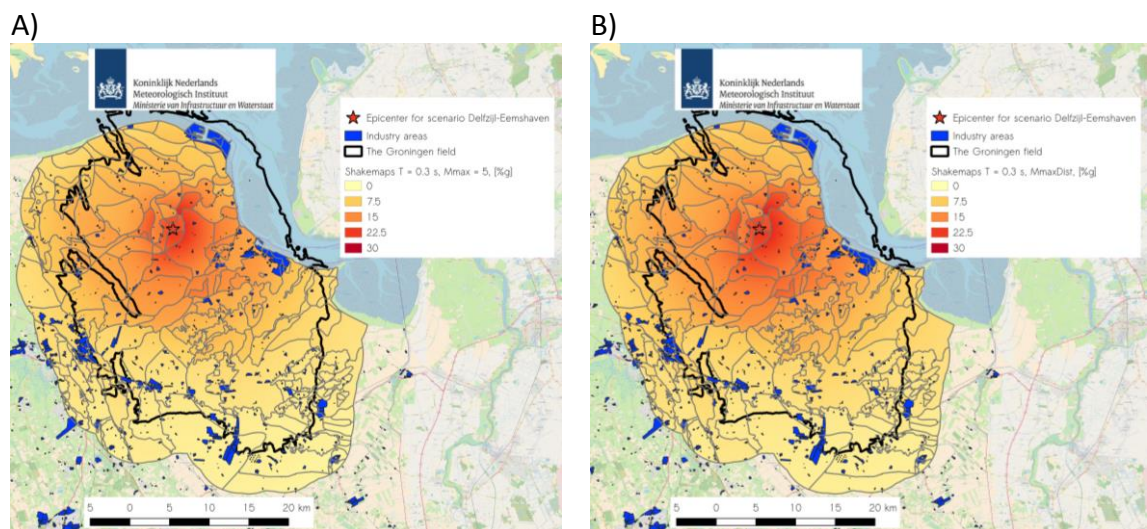 A)
Koninklijk Nederlands
Meteorologisch Instituut
Ministerie van Infrastructuur en Waterstaat
Epicenter for scenario Delfzijl-Eemshaven
Industry areas
The Groningen field
Shakemaps T = 0.3 s, Mmax = 5, [%g]
0
7.5
15
22.5
30
5 0 5 10 15 20 km
B)
Koninklijk Nederlands
Meteorologisch Instituut
Ministerie van Infrastructuur en Waterstaat
Epicenter for scenario Delfzijl-Eemshaven
Industry areas
The Groningen field
Shakemaps T = 0.3 s, MmaxDist, [%g]
0
7.5
15
22.5
30
5 0 5 10 15 20 km